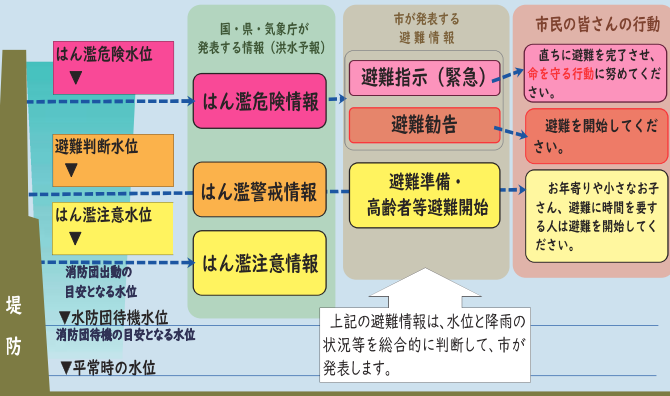 国・県・気象庁が
発表する情報（洪水予報）
市が発表する
避難情報
市民の皆さんの行動
はん濫危険水位
▼
はん濫危険情報
避難指示（緊急）
直ちに避難を完了させ、
命を守る行動に努めてくだ
さい。
避難勧告
避難を開始してくだ
さい。
避難判断水位
▼
はん濫警戒情報
避難準備・
高齢者等避難開始
お年寄りや小さなお子
さん、避難に時間を要す
る人は避難を開始してく
ださい。
はん濫注意水位
▼
はん濫注意情報
消防団出動の
目安となる水位
▼水防団待機水位
消防団待機の目安となる水位
▼平常時の水位
堤防
上記の避難情報は、水位と降雨の
状況等を総合的に判断して、市が
発表します。